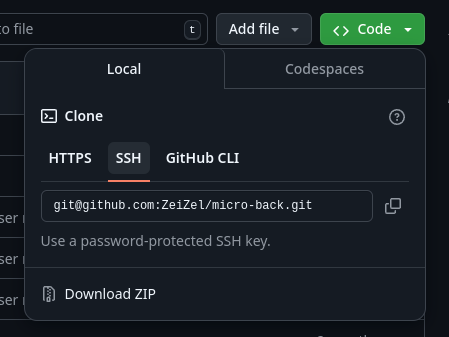 to file
t
Add file
Code
Local
Codespaces
Clone
HTTPS
SSH
GitHub CLI
git@github.com:ZeiZel/micro-back.git
Use a password-protected SSH key.
Download ZIP